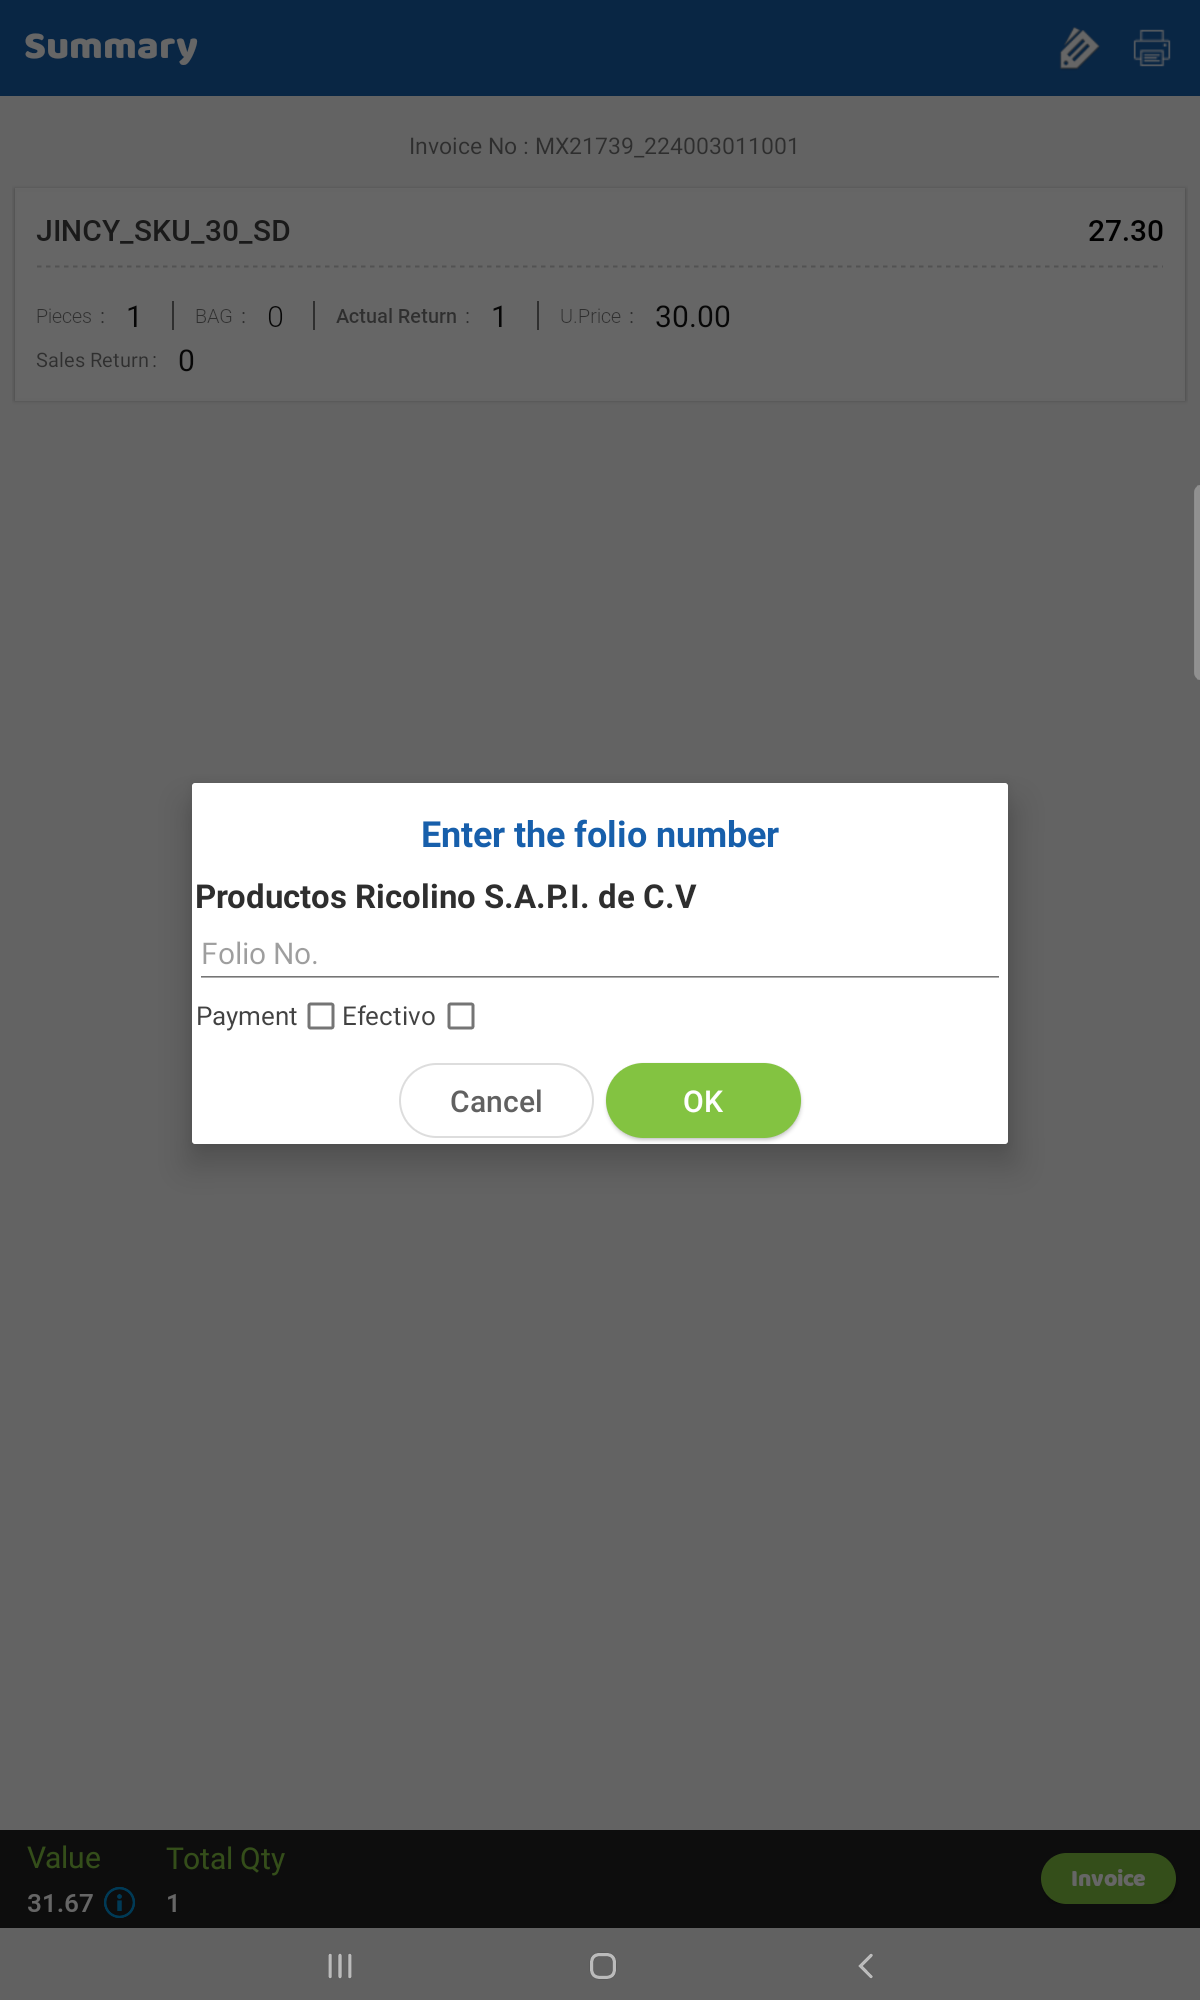 Summary
Invoice No : MX21739_224003011001
JINCY_SKU_30_SD 27.30
Pieces : 1 BAG : 0 Actual Return : 1 U.Price : 30.00
Sales Return : 0
Enter the folio number
Productos Ricolino S.A.P.I. de C.V
Folio No.
Payment Efectivo
Cancel OK
Value Total Qty
31.67 1
Invoice